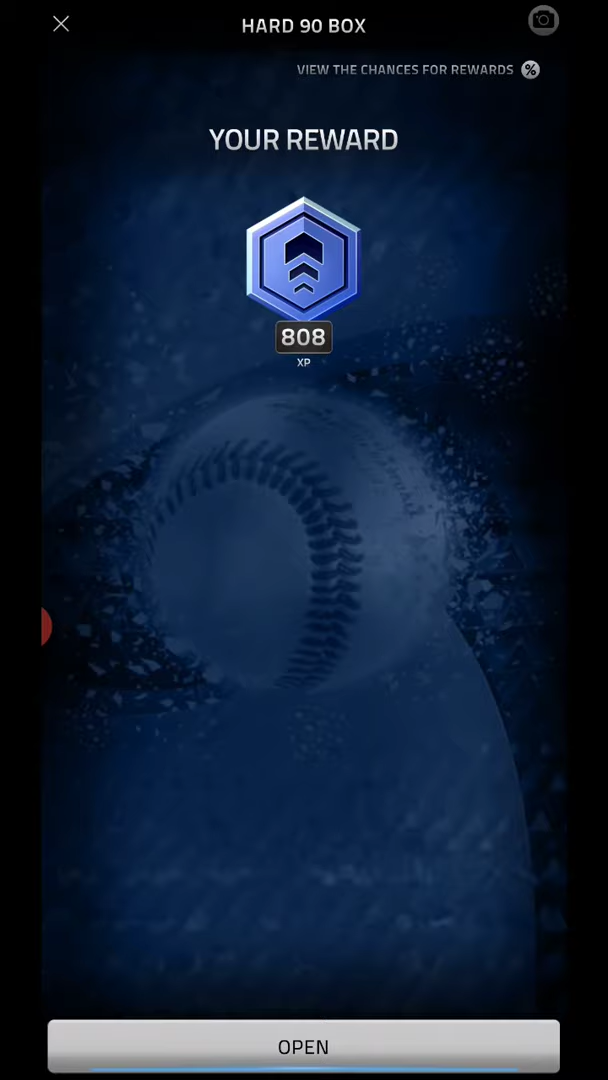 HARD 90 BOX
VIEW THE CHANCES FOR REWARDS %
YOUR REWARD
808
XP
OPEN